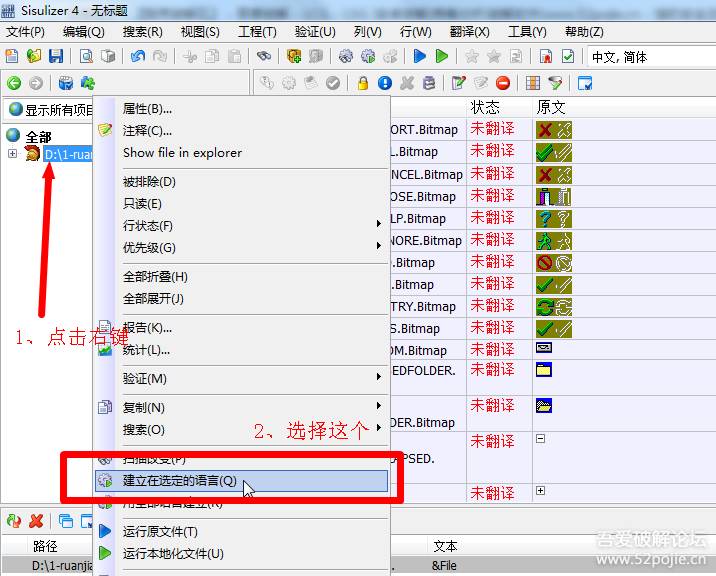 Sisulizer 4 - 无标题
文件(P) 编辑(Q) 搜索(R) 视图(S) 工程(T) 验证(U) 列(V) 行(W) 翻译(X) 工具(Y) 帮助(Z)
中文, 简体
显示所有项目
全部
D:\1-ruan
属性(B)...
注释(C)...
Show file in explorer
被排除(D)
只读(E)
行状态(F)
优先级(G)
全部折叠(H)
全部展开(J)
报告(K)...
统计(L)...
验证(M)
复制(N)
搜索(O)
扫描改变(P)
建立在选定的语言(Q)
用全部语言建立(R)
运行原文件(T)
运行本地化文件(U)
1、点击右键
2、选择这个
状态 原文
ORT.Bitmap 未翻译
L.Bitmap 未翻译
NCEL.Bitmap 未翻译
OSE.Bitmap 未翻译
LP.Bitmap 未翻译
NORE.Bitmap 未翻译
O.Bitmap 未翻译
.Bitmap 未翻译
TRY.Bitmap 未翻译
S.Bitmap 未翻译
OM.Bitmap 未翻译
EDFOLDER. 未翻译
未翻译
DER.Bitmap
未翻译
APSED.
未翻译
路径 文本
D:\1-ruanjia . &File
吾爱破解论坛
www.52pojie.cn